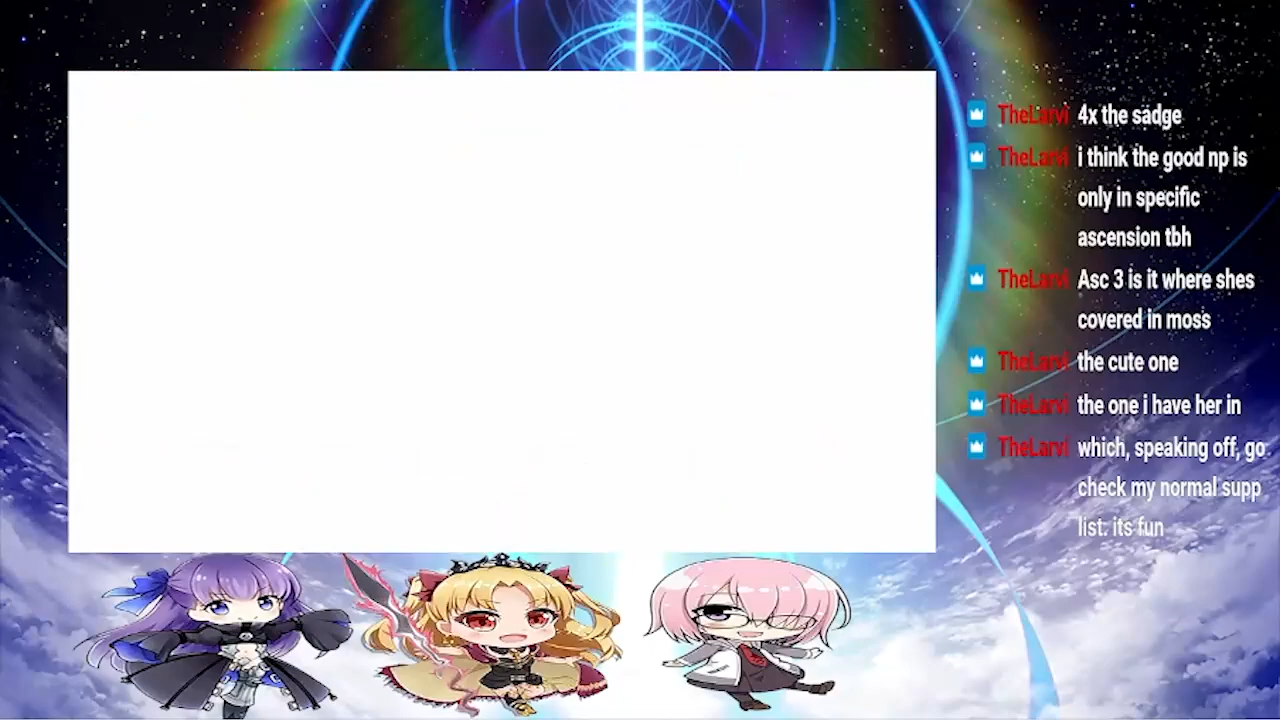 TheLarvi 4x the sadge
TheLarvi i think the good np is
only in specific
ascension tbh
TheLarvi Asc 3 is it where shes
covered in moss
TheLarvi the cute one
TheLarvi the one i have her in
TheLarvi which, speaking off, go
check my normal supp
list. its fun